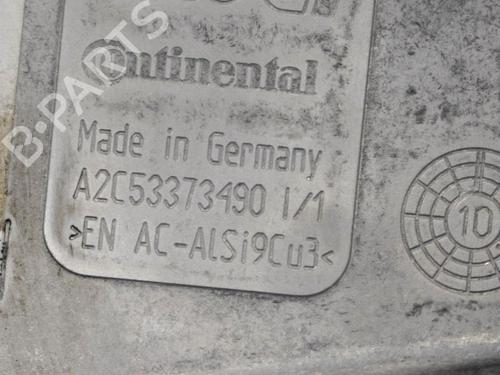 Continental
Made in Germany
A2C53373490 I/1
>EN AC-AlSi9Cu3<
10
B-PARTS